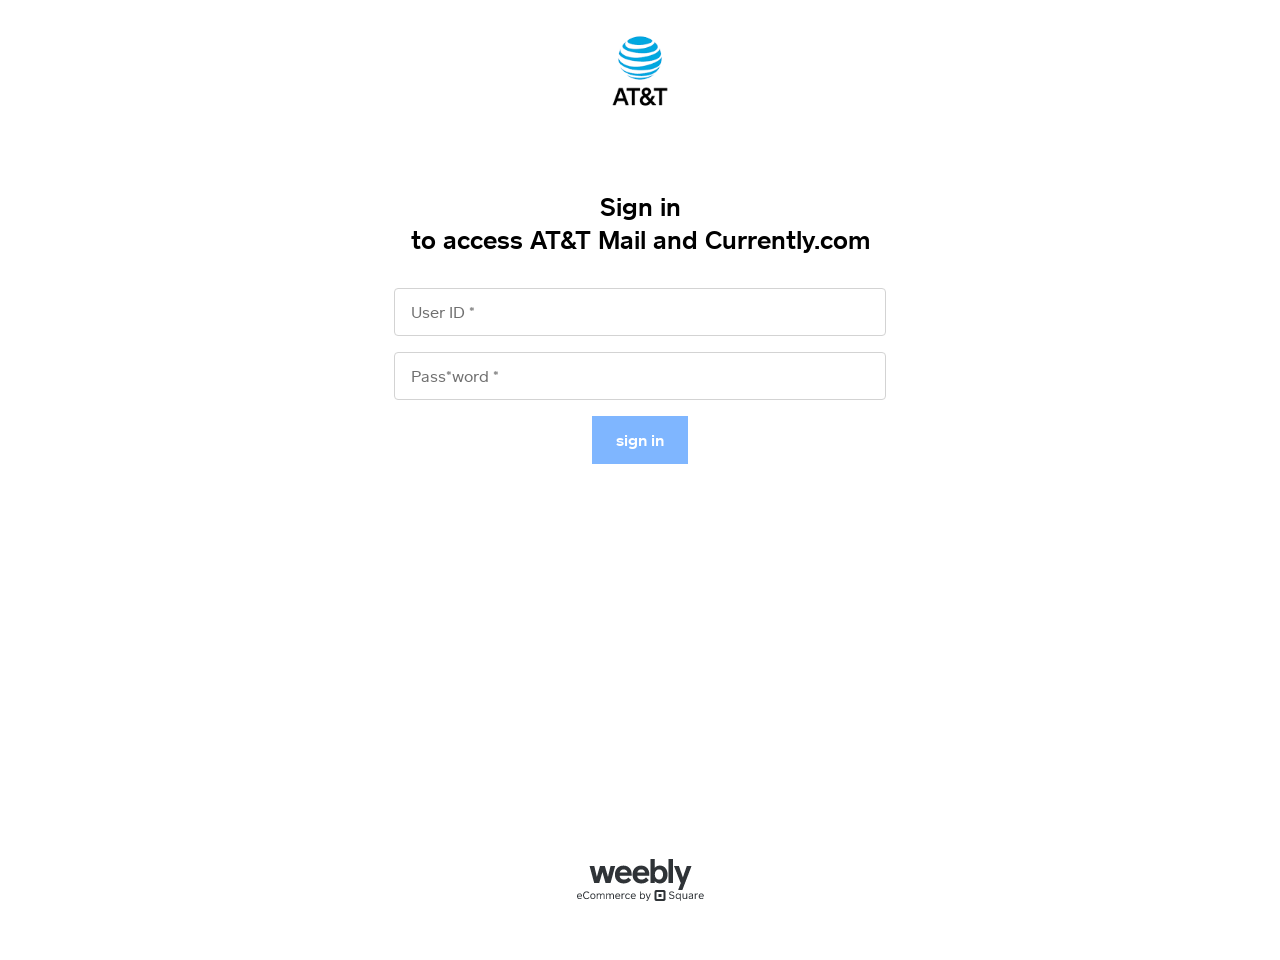 AT&T
Sign in
to access AT&T Mail and Currently.com
User ID *
Pass*word *
sign in
weebly
eCommerce by Square